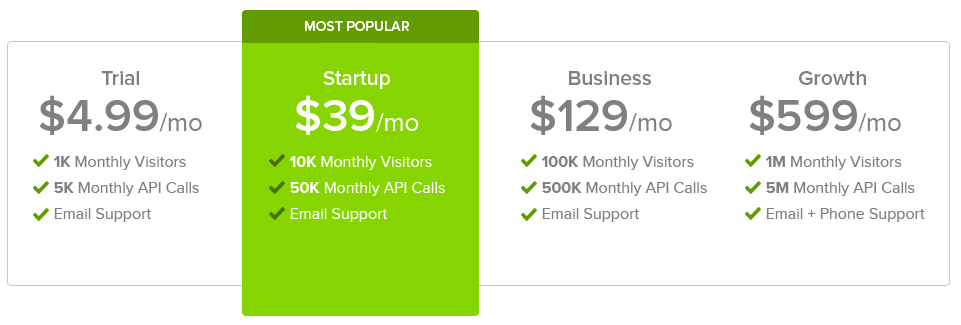 MOST POPULAR
Trial
$4.99/mo
1K Monthly Visitors
5K Monthly API Calls
Email Support
Startup
$39/mo
10K Monthly Visitors
50K Monthly API Calls
Email Support
Business
$129/mo
100K Monthly Visitors
500K Monthly API Calls
Email Support
Growth
$599/mo
1M Monthly Visitors
5M Monthly API Calls
Email + Phone Support